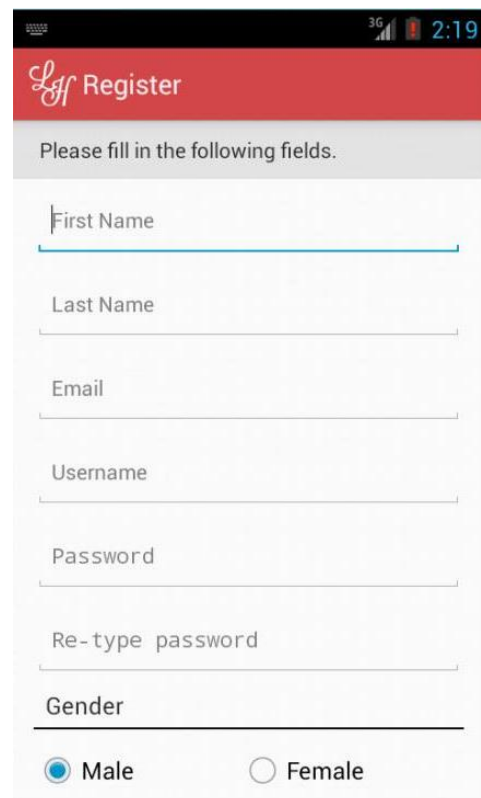 3G 2:19
LH Register
Please fill in the following fields.
First Name
Last Name
Email
Username
Password
Re-type password
Gender
Male Female